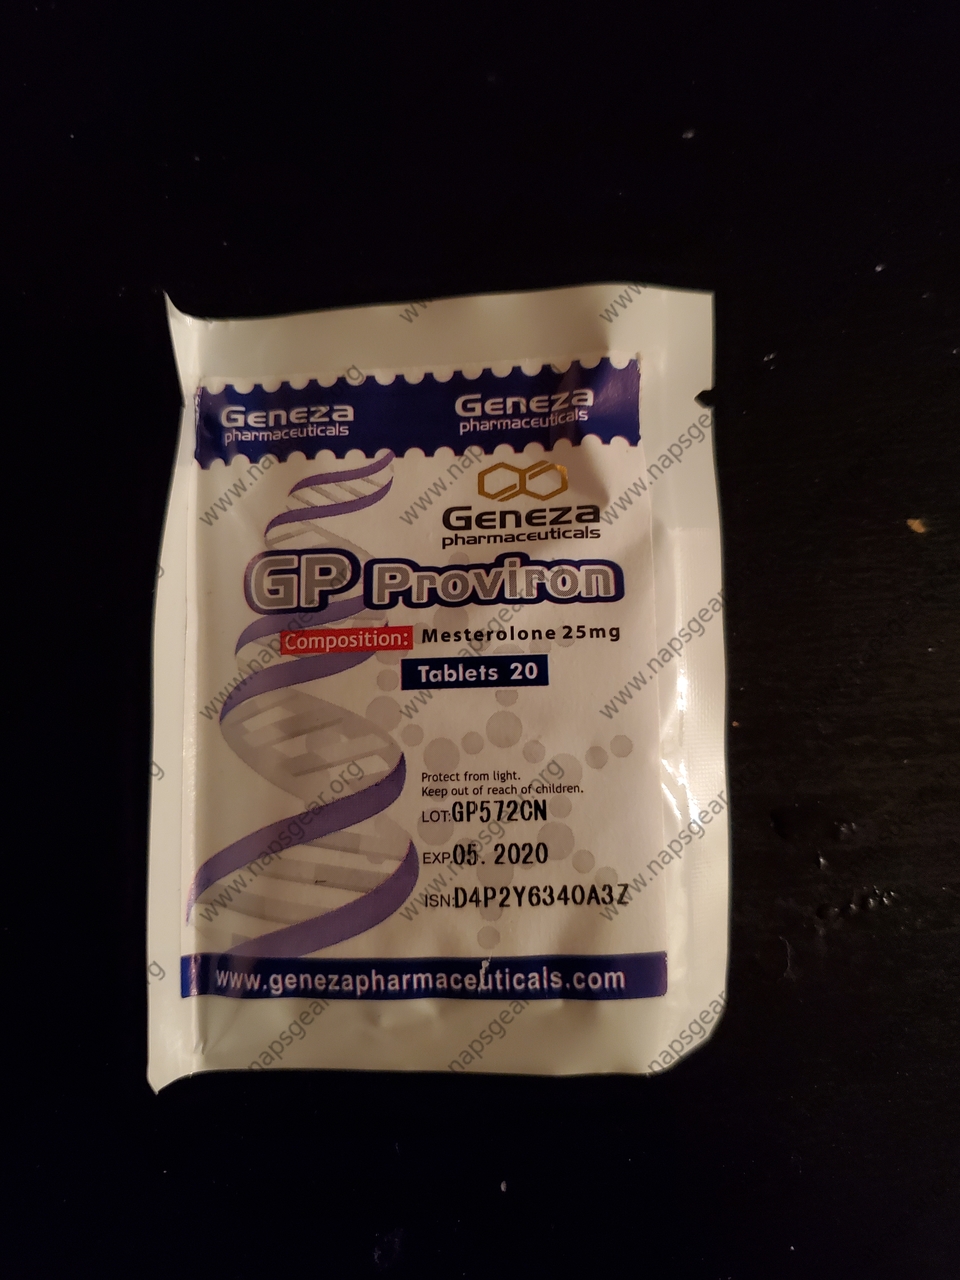 Geneza
pharmaceuticals
Geneza
pharmaceuticals
Geneza
pharmaceuticals
GP Proviron
Composition: Mesterolone 25mg
Tablets 20
Protect from light.
Keep out of reach of children.
LOT:GP572CN
EXP.05. 2020
ISN:D4P2Y6340A3Z
www.genezapharmaceuticals.com
www.napsgear.org